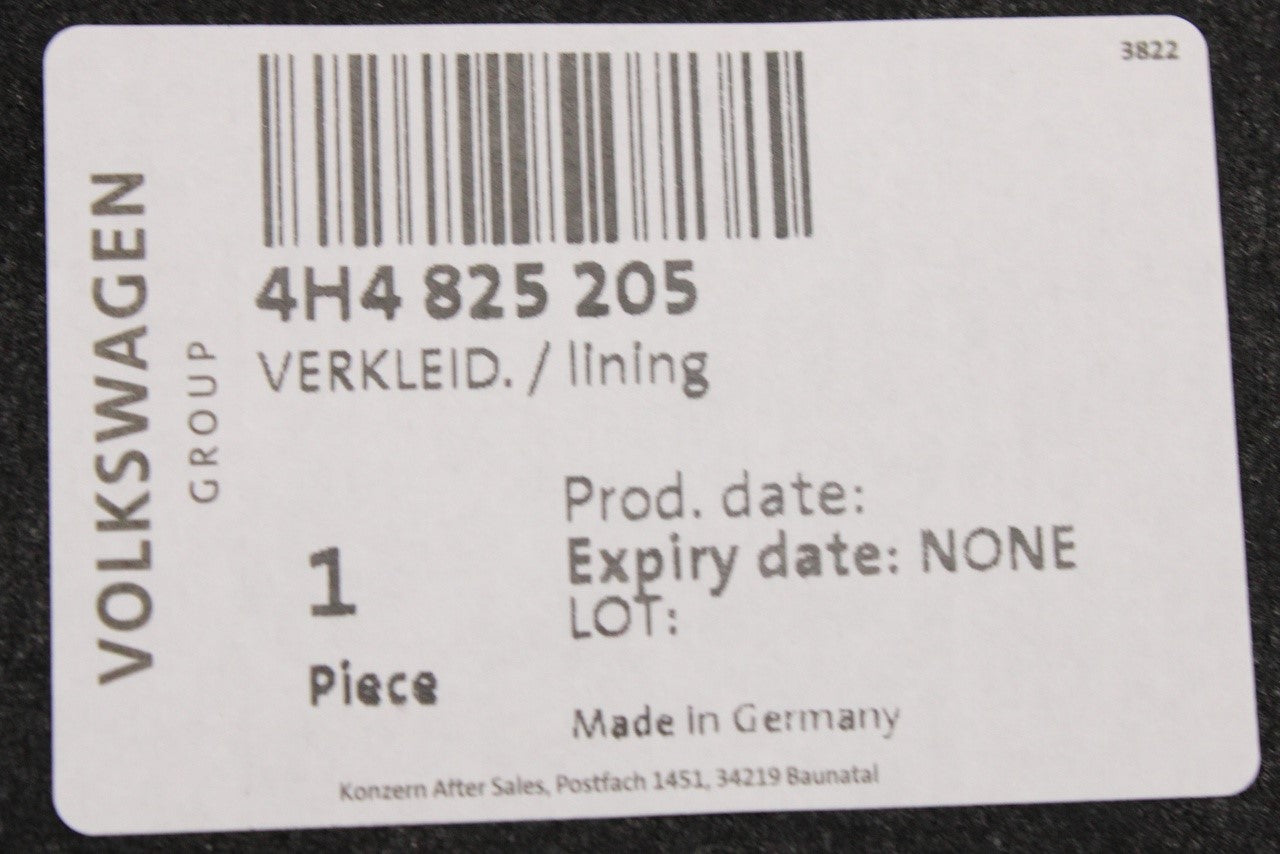 3822
VOLKSWAGEN
GROUP
4H4 825 205
VERKLEID. / lining
Prod. date:
Expiry date: NONE
LOT:
1
Piece
Made in Germany
Konzern After Sales, Postfach 1451, 34219 Baunatal